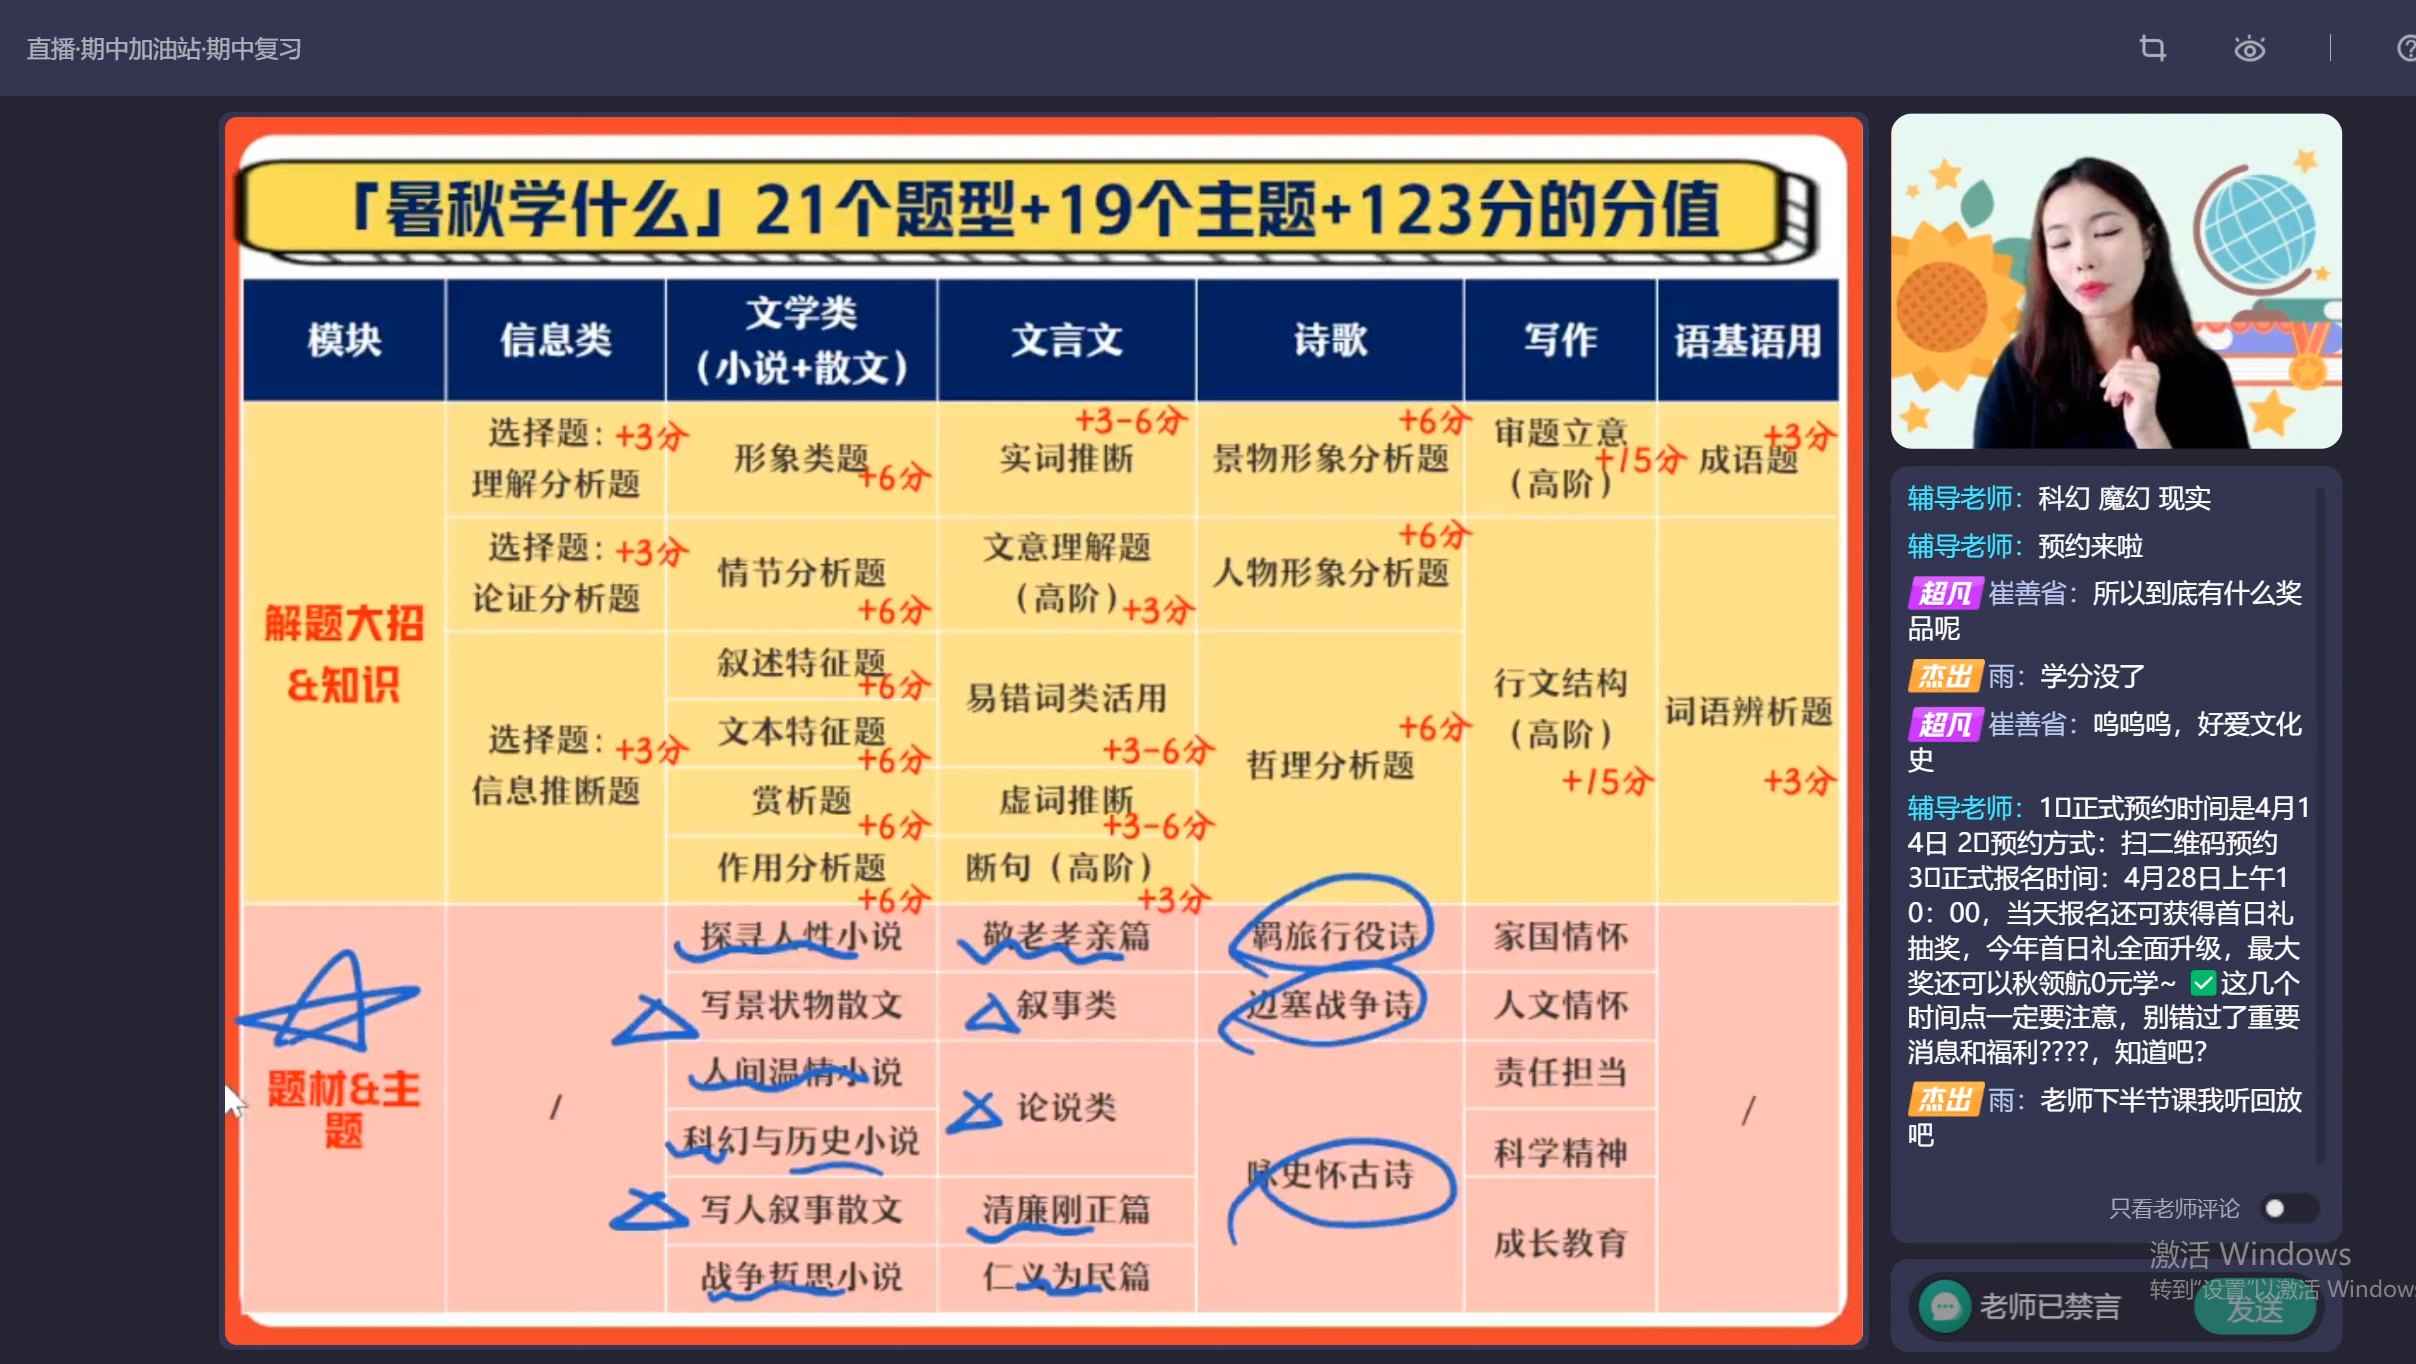 直播·期中加油站·期中复习
「暑秋学什么」21个题型+19个主题+123分的分值
模块
信息类
文学类
（小说+散文）
文言文
诗歌
写作
语基语用
解题大招
&知识
选择题：+3分
理解分析题
选择题：+3分
论证分析题
选择题：+3分
信息推断题
形象类题
+6分
情节分析题
+6分
叙述特征题
+6分
文本特征题
+6分
赏析题
+6分
作用分析题
+6分
+3-6分
实词推断
文意理解题
（高阶）+3分
易错词类活用
+3-6分
虚词推断
+3-6分
断句（高阶）
+3分
+6分
景物形象分析题
+6分
人物形象分析题
+6分
哲理分析题
审题立意
（高阶）+15分
行文结构
（高阶）
+15分
+3分
成语题
词语辨析题
+3分
题材&主
题
/
探寻人性小说
写景状物散文
人间温情小说
科幻与历史小说
写人叙事散文
战争哲思小说
敬老孝亲篇
叙事类
论说类
清廉刚正篇
仁义为民篇
羁旅行役诗
边塞战争诗
咏史怀古诗
家国情怀
人文情怀
责任担当
科学精神
成长教育
/
辅导老师：科幻 魔幻 现实
辅导老师：预约来啦
超凡 崔善省：所以到底有什么奖
品呢
杰出 雨：学分没了
超凡 崔善省：呜呜呜，好爱文化
史
辅导老师：1▯正式预约时间是4月1
4日 2▯预约方式：扫二维码预约
3▯正式报名时间：4月28日上午1
0：00，当天报名还可获得首日礼
抽奖，今年首日礼全面升级，最大
奖还可以秋领航0元学~ ✅这几个
时间点一定要注意，别错过了重要
消息和福利????，知道吧？
杰出 雨：老师下半节课我听回放
吧
只看老师评论
激活 Windows
转到“设置”以激活 Windows
老师已禁言
发送